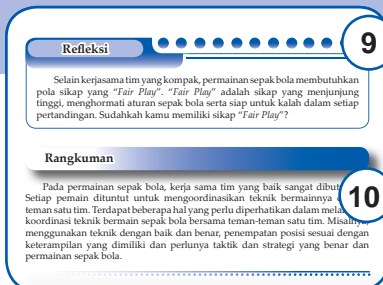 Refleksi
9
Selain kerjasama tim yang kompak, permainan sepak bola membutuhkan
pola sikap yang "Fair Play". "Fair Play" adalah sikap yang menjunjung
tinggi, menghormati aturan sepak bola serta siap untuk kalah dalam setiap
pertandingan. Sudahkah kamu memiliki sikap "Fair Play"?
Rangkuman
10
Pada permainan sepak bola, kerja sama tim yang baik sangat
Setiap pemain dituntut untuk mengoordinasikan teknik bermainnya
teman satu tim. Terdapat beberapa hal yang perlu diperhatikan dalam
koordinasi teknik bermain sepak bola bersama teman-teman satu tim. Misalnya,
menggunakan teknik dengan baik dan benar, penempatan posisi sesuai dengan
keterampilan yang dimiliki dan perlunya taktik dan strategi yang benar dan
permainan sepak bola.